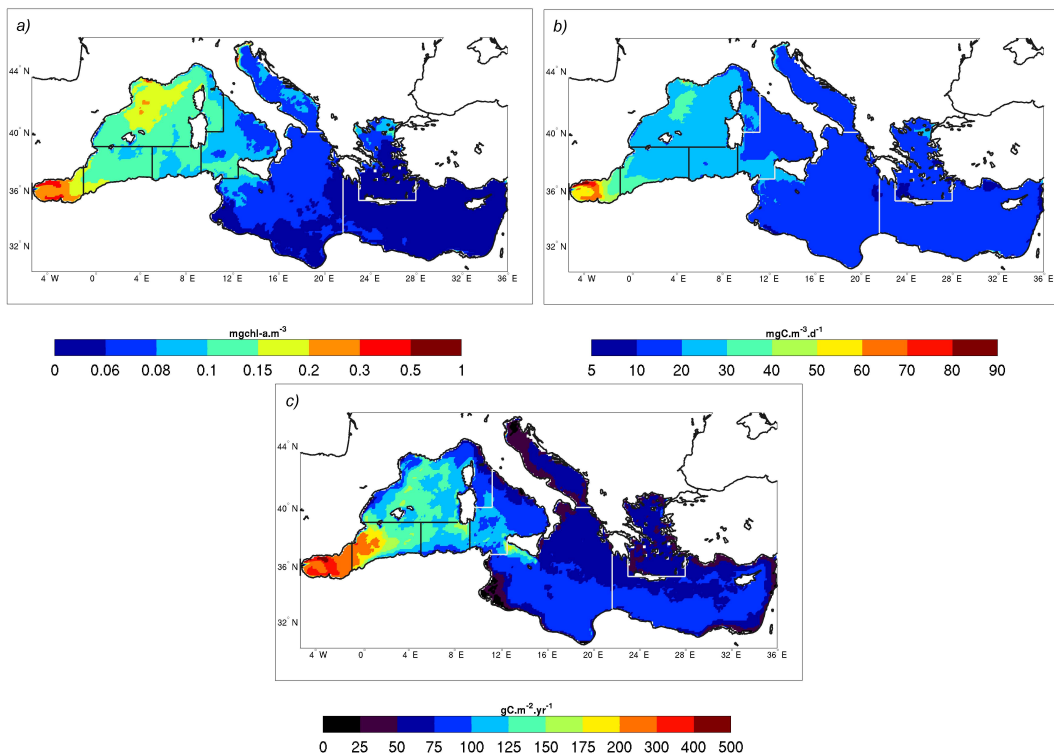 a)
b)
44° N
40° N
36° N
32° N
4° W 0° 4° E 8° E 12° E 16° E 20° E 24° E 28° E 32° E 36° E
44° N
40° N
36° N
32° N
4° W 0° 4° E 8° E 12° E 16° E 20° E 24° E 28° E 32° E 36° E
mgchl-a.m-3
0 0.06 0.08 0.1 0.15 0.2 0.3 0.5 1
mgC.m-3.d-1
5 10 20 30 40 50 60 70 80 90
c)
44° N
40° N
36° N
32° N
4° W 0° 4° E 8° E 12° E 16° E 20° E 24° E 28° E 32° E 36° E
gC.m-2.yr-1
0 25 50 75 100 125 150 175 200 300 400 500